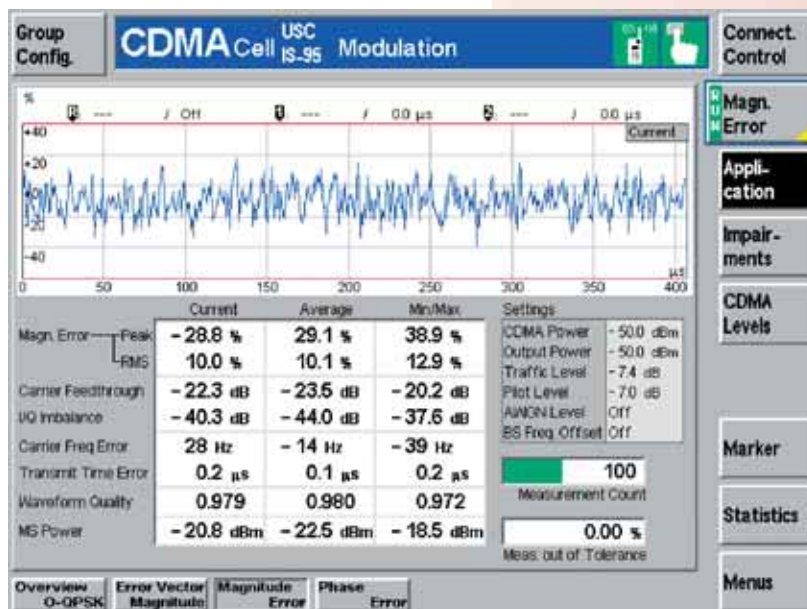 Group Config.
CDMA Cell USC IS-95 Modulation
Connect. Control
%
R --- / Off 1 --- / 0.0 µs 2 --- / 0.0 µs
RUN
Magn. Error
Current
+40
+20
-20
-40
µs
0 50 100 150 200 250 300 350 400
Appli- cation
Impair- ments
CDMA Levels
Current Average Min/Max Settings
Magn. Error Peak - 28.8 % 29.1 % 38.9 %
RMS 10.0 % 10.1 % 12.9 %
Carrier Feedthrough - 22.3 dB - 23.5 dB - 20.2 dB
I/Q Imbalance - 40.3 dB - 44.0 dB - 37.6 dB
Carrier Freq Error 28 Hz - 14 Hz - 39 Hz
Transmit Time Error 0.2 µs 0.1 µs 0.2 µs
Waveform Quality 0.979 0.980 0.972
MS Power - 20.8 dBm - 22.5 dBm - 18.5 dBm
CDMA Power - 50.0 dBm
Output Power - 50.0 dBm
Traffic Level - 7.4 dB
Pilot Level - 7.0 dB
AWGN Level Off
BS Freq. Offset Off
100
Measurement Count
0.00 %
Meas. out of Tolerance
Marker
Statistics
Menus
Overview O-QPSK
Error Vector Magnitude
Magnitude Error
Phase Error